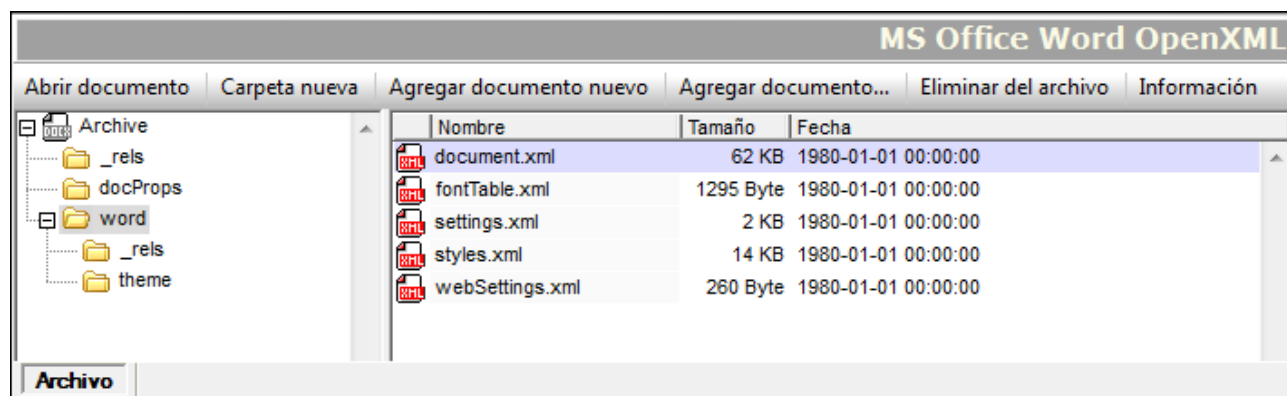 MS Office Word OpenXML
Abrir documento Carpeta nueva Agregar documento nuevo Agregar documento... Eliminar del archivo Información
Archive
_rels
docProps
word
_rels
theme
Nombre Tamaño Fecha
document.xml 62 KB 1980-01-01 00:00:00
fontTable.xml 1295 Byte 1980-01-01 00:00:00
settings.xml 2 KB 1980-01-01 00:00:00
styles.xml 14 KB 1980-01-01 00:00:00
webSettings.xml 260 Byte 1980-01-01 00:00:00
Archivo